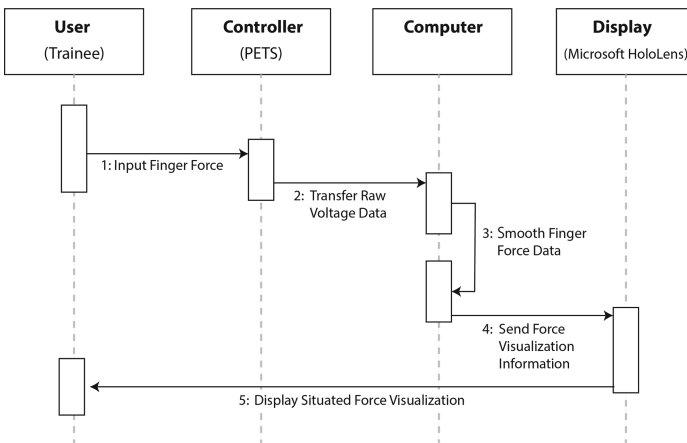 User
(Trainee)
Controller
(PETS)
Computer
Display
(Microsoft HoloLens)
1: Input Finger Force
2: Transfer Raw
Voltage Data
3: Smooth Finger
Force Data
4: Send Force
Visualization
Information
5: Display Situated Force Visualization